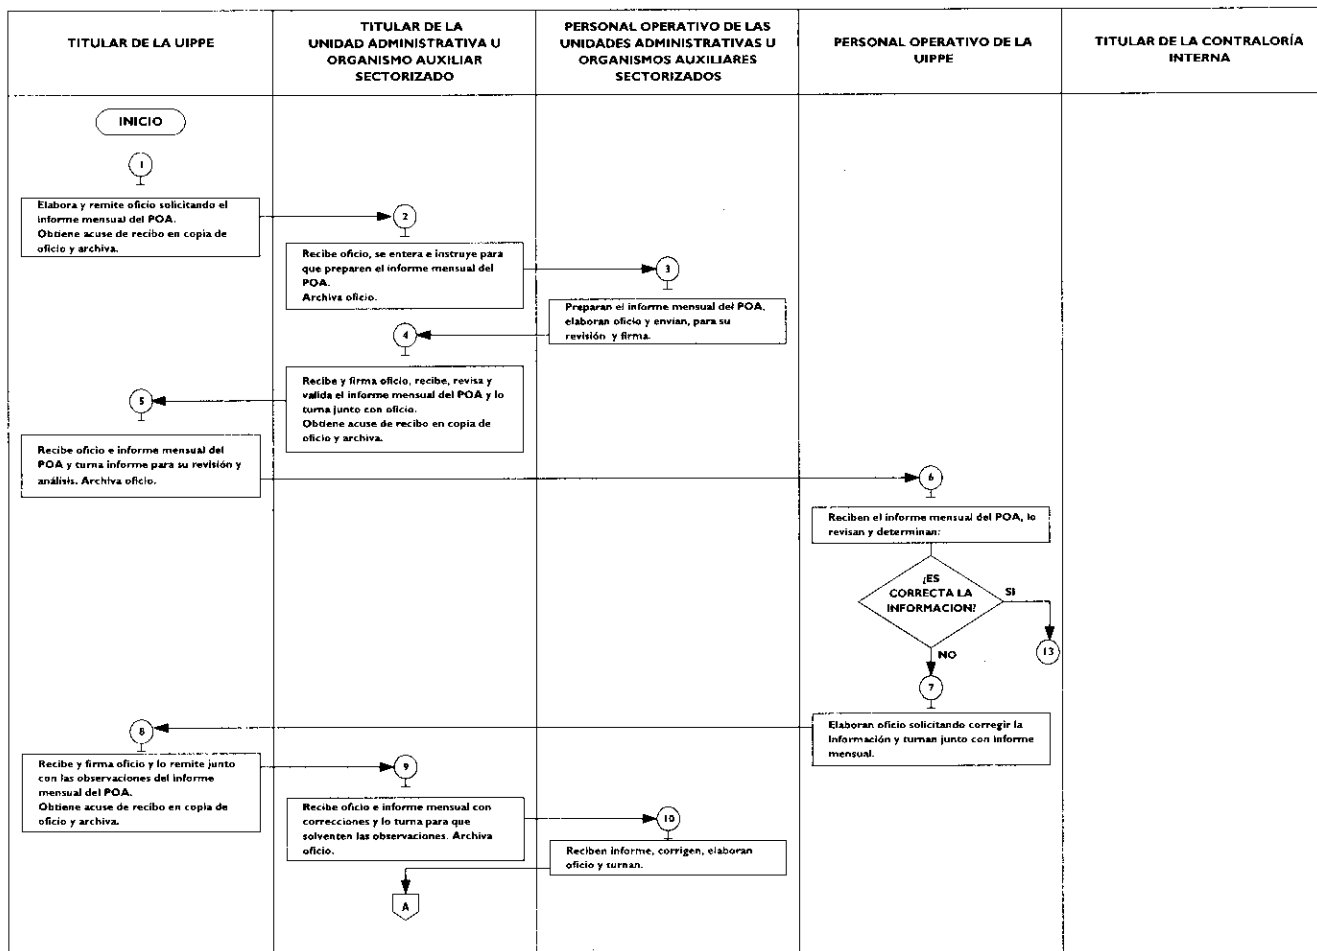 TITULAR DE LA UIPPE
TITULAR DE LA
UNIDAD ADMINISTRATIVA U
ORGANISMO AUXILIAR
SECTORIZADO
PERSONAL OPERATIVO DE LAS
UNIDADES ADMINISTRATIVAS U
ORGANISMOS AUXILIARES
SECTORIZADOS
PERSONAL OPERATIVO DE LA
UIPPE
TITULAR DE LA CONTRALORÍA
INTERNA
INICIO
1
Elabora y remite oficio solicitando el
informe mensual del POA.
Obtiene acuse de recibo en copia de
oficio y archiva.
2
Recibe oficio, se entera e instruye para
que preparen el informe mensual del
POA.
Archiva oficio.
3
Preparan el informe mensual del POA,
elaboran oficio y envían, para su
revisión y firma.
4
Recibe y firma oficio, recibe, revisa y
valida el informe mensual del POA y lo
turna junto con oficio.
Obtiene acuse de recibo en copia de
oficio y archiva.
5
Recibe oficio e informe mensual del
POA y turna informe para su revisión y
análisis. Archiva oficio.
6
Reciben el informe mensual del POA, lo
revisan y determinan:
¿ES
CORRECTA LA
INFORMACION?
SI
13
NO
7
Elaboran oficio solicitando corregir la
Información y turnan junto con informe
mensual.
8
Recibe y firma oficio y lo remite junto
con las observaciones del informe
mensual del POA.
Obtiene acuse de recibo en copia de
oficio y archiva.
9
Recibe oficio e informe mensual con
correcciones y lo turna para que
solventen las observaciones. Archiva
oficio.
10
Reciben informe, corrigen, elaboran
oficio y turnan.
A